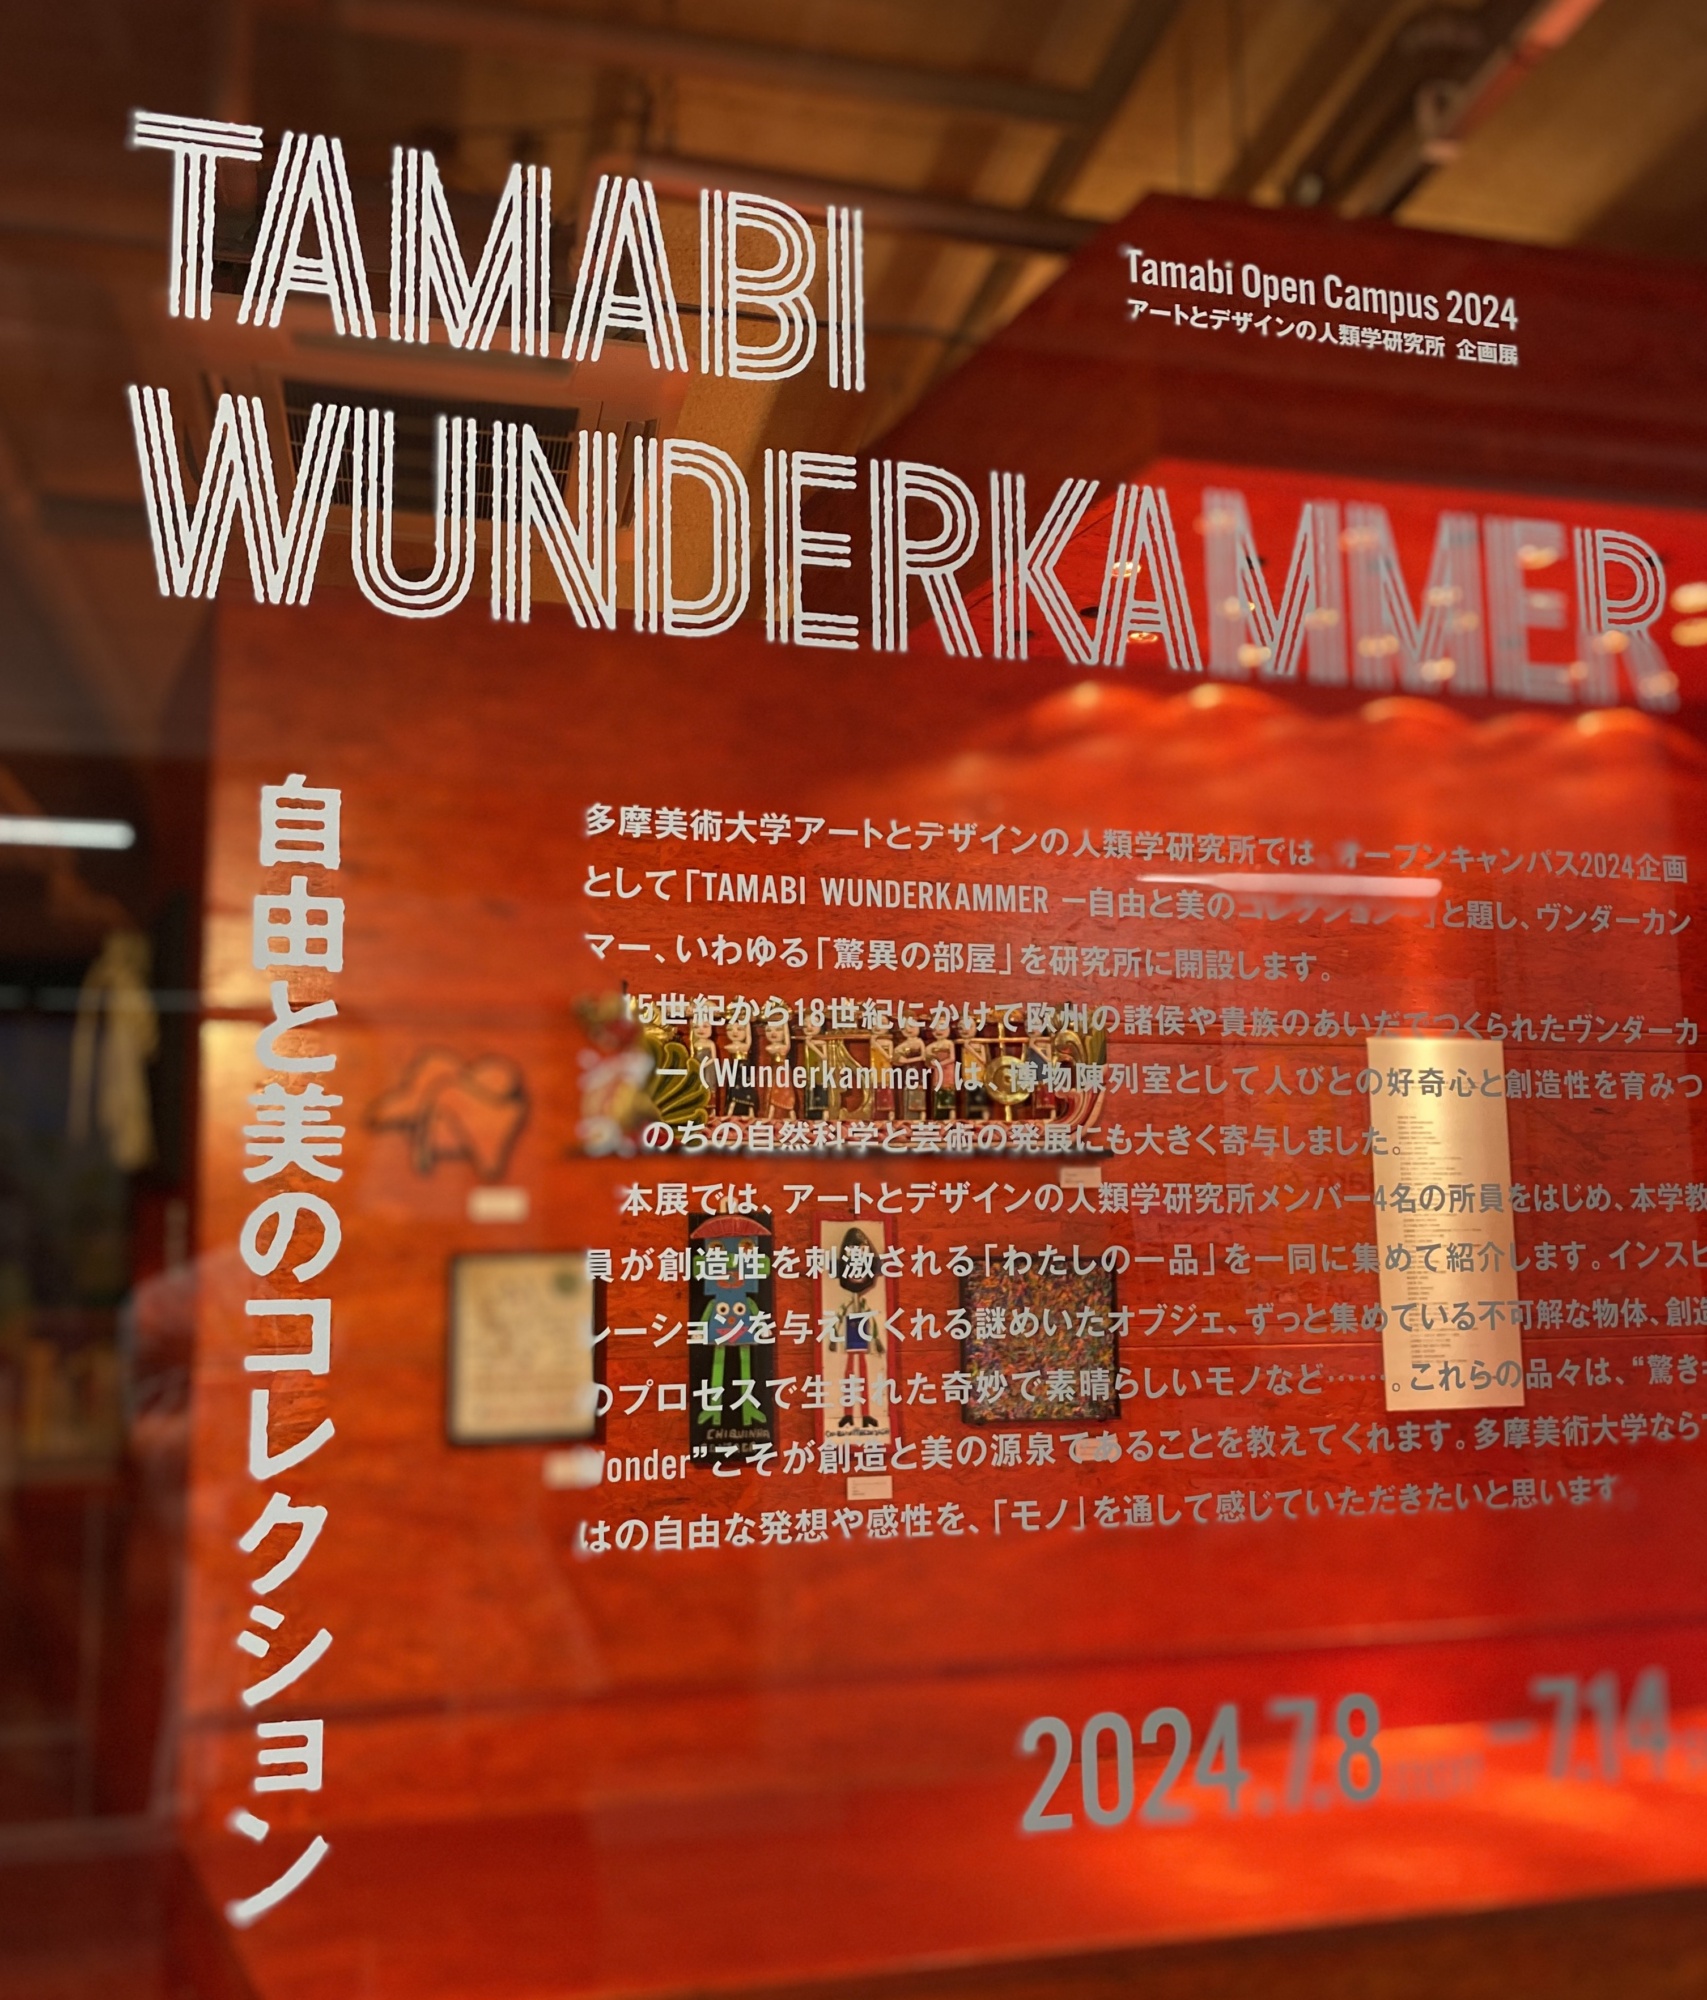 TAMABI
WUNDERKAMMER
Tamabi Open Campus 2024
アートとデザインの人類学研究所 企画展
自由と美のコレクション
多摩美術大学アートとデザインの人類学研究所では、オープンキャンパス2024企画
として「TAMABI WUNDERKAMMER ー自由と美のコレクションー」と題し、ヴンダーカン
マー、いわゆる「驚異の部屋」を研究所に開設します。
15世紀から18世紀にかけて欧州の諸侯や貴族のあいだでつくられたヴンダーカ
ー（Wunderkammer）は、博物陳列室として人びとの好奇心と創造性を育みつ
つ、のちの自然科学と芸術の発展にも大きく寄与しました。
本展では、アートとデザインの人類学研究所メンバー4名の所員をはじめ、本学教
員が創造性を刺激される「わたしの一品」を一同に集めて紹介します。インスピ
レーションを与えてくれる謎めいたオブジェ、ずっと集めている不可解な物体、創造
のプロセスで生まれた奇妙で素晴らしいモノなど……。これらの品々は、“驚き
Wonder”こそが創造と美の源泉であることを教えてくれます。多摩美術大学なら
はの自由な発想や感性を、「モノ」を通して感じていただきたいと思います
2024.7.8 –7.14
CHIQUINHA